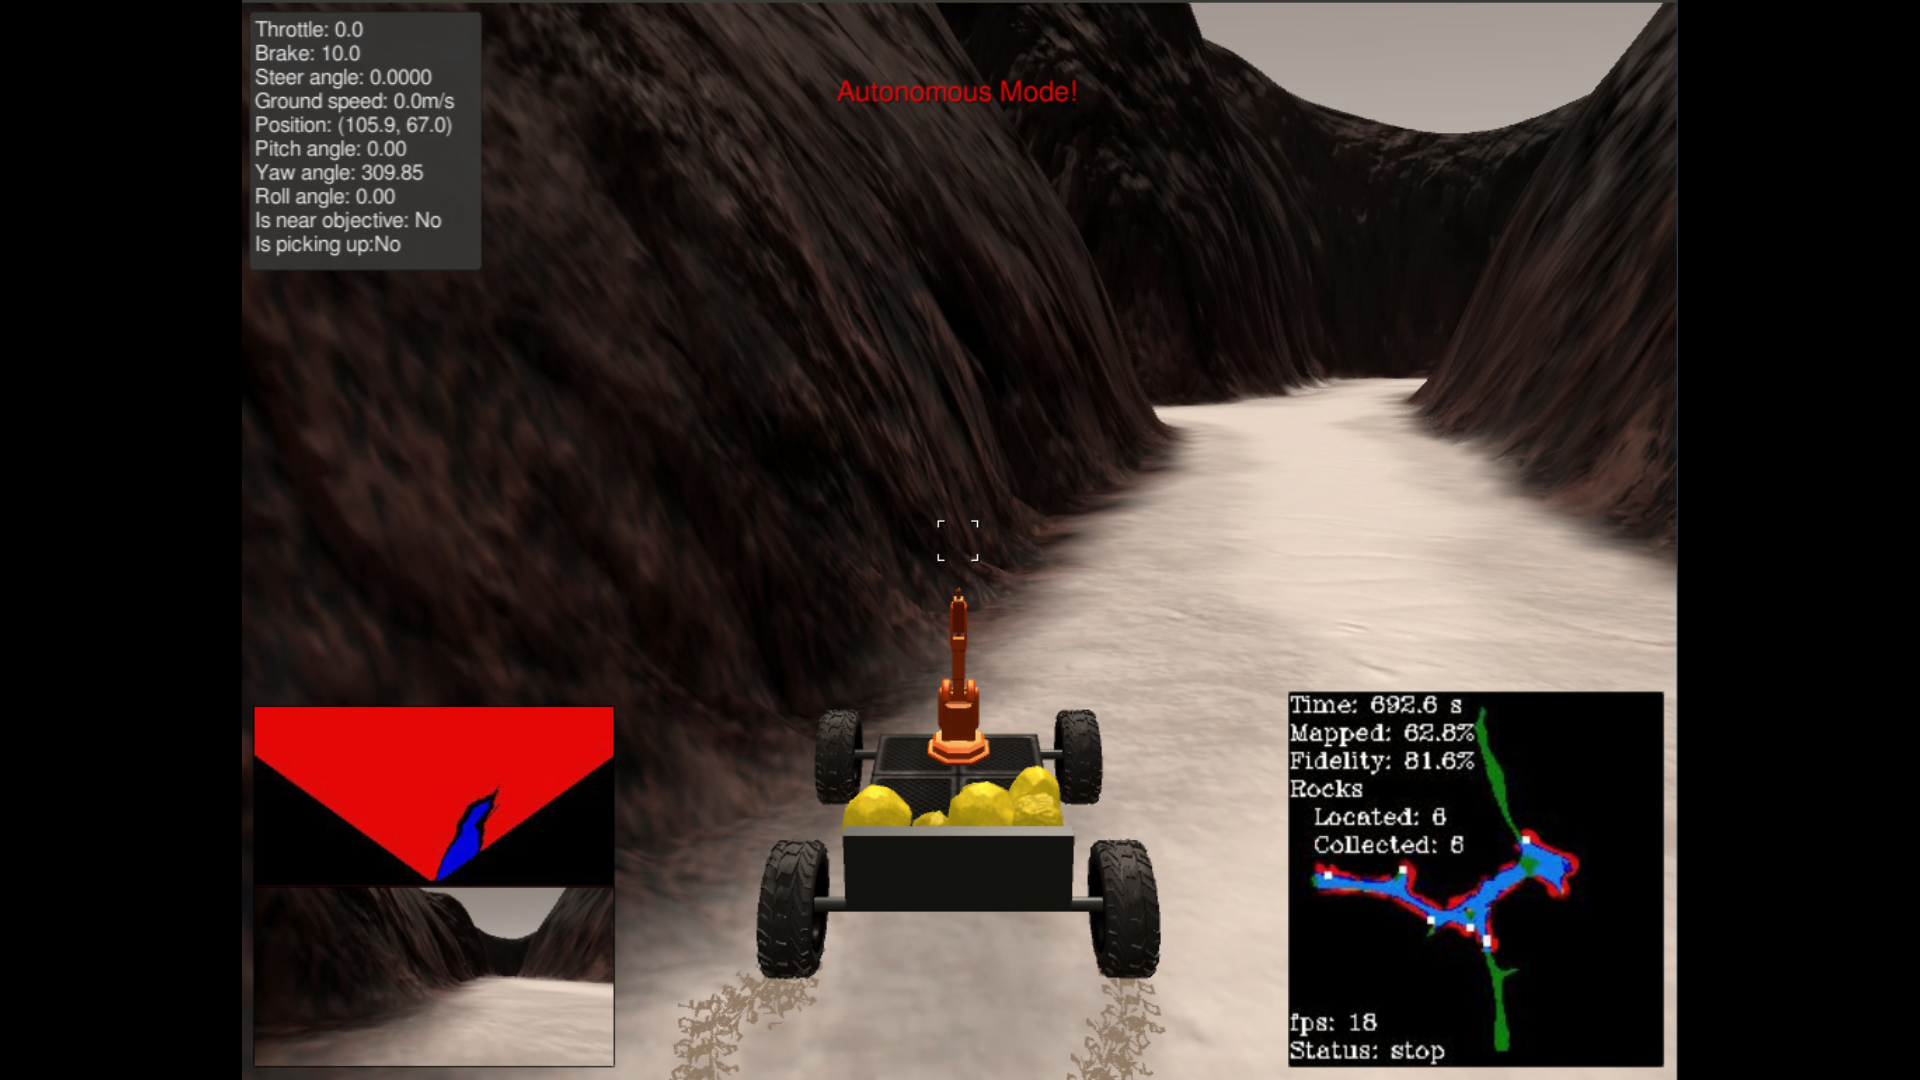 Throttle: 0.0
Brake: 10.0
Steer angle: 0.0000
Ground speed: 0.0m/s
Position: (105.9, 67.0)
Pitch angle: 0.00
Yaw angle: 309.85
Roll angle: 0.00
Is near objective: No
Is picking up:No
Autonomous Mode!
Time: 692.6 s
Mapped: 62.8%
Fidelity: 81.6%
Rocks
Located: 6
Collected: 6
fps: 18
Status: stop